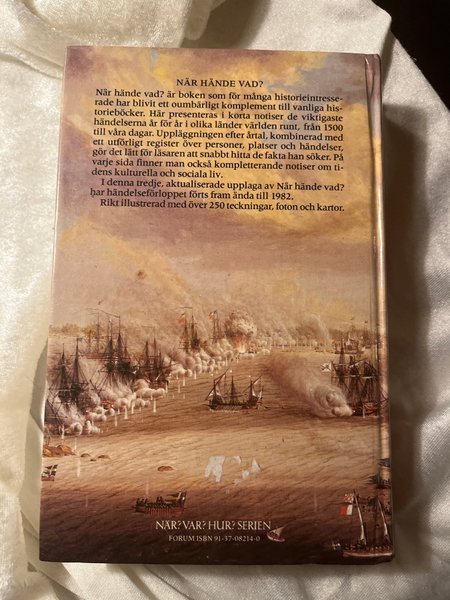 NÄR HÄNDE VAD?
När hände vad? är boken som för många historieintresse-
rade har blivit ett oumbärligt komplement till vanliga his-
torieböcker. Här presenteras i korta notiser de viktigaste
händelserna år för år i olika länder världen runt, från 1500
till våra dagar. Uppläggningen efter årtal, kombinerad med
ett utförligt register över personer, platser och händelser,
gör det lätt för läsaren att snabbt hitta de fakta han söker. På
varje sida finner man också kompletterande notiser om ti-
dens kulturella och sociala liv.
I denna tredje, aktualiserade upplaga av När hände vad?
har händelseförloppet förts fram ända till 1982.
Rikt illustrerad med över 250 teckningar, foton och kartor.
NÄR? VAR? HUR? SERIEN
FORUM ISBN 91-37-08214-0